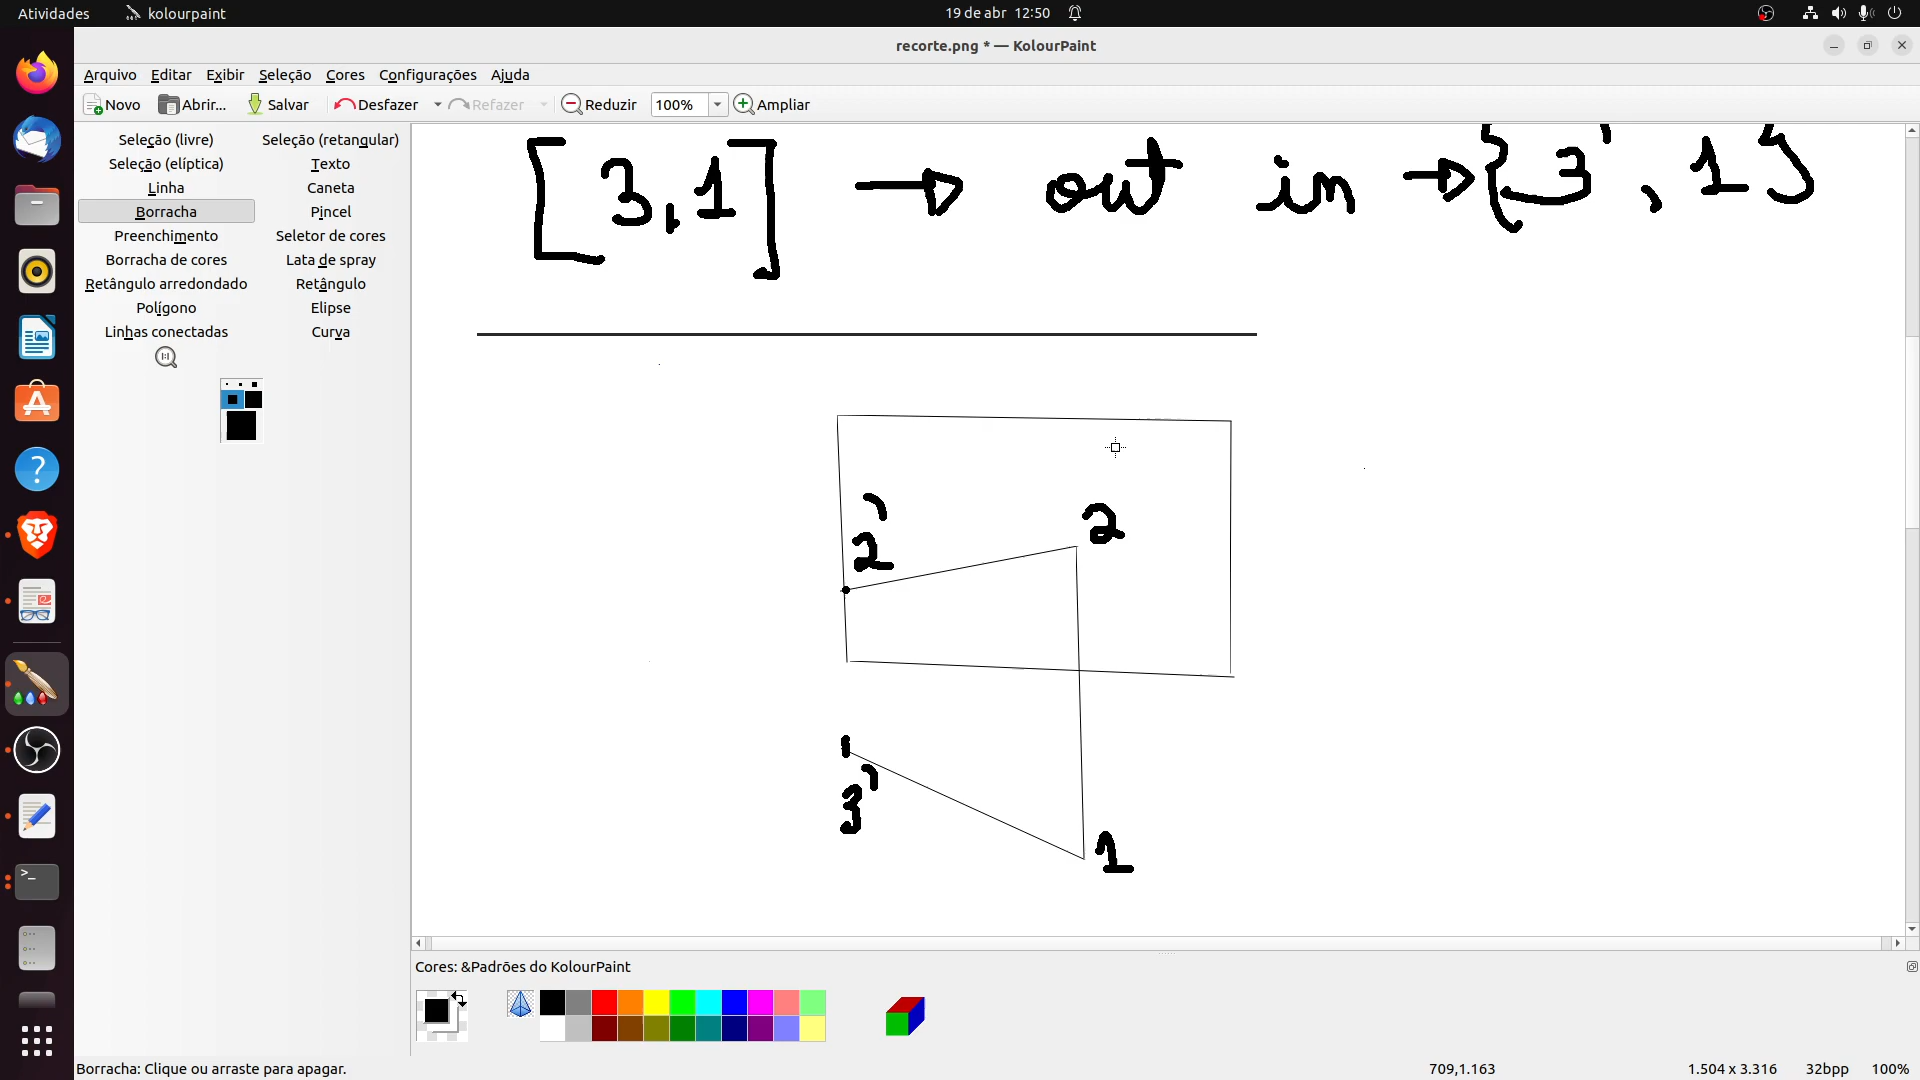 Atividades kolourpaint 19 de abr 12:50
recorte.png * — KolourPaint
Arquivo Editar Exibir Seleção Cores Configurações Ajuda
Novo Abrir... Salvar Desfazer Refazer Reduzir 100% Ampliar
Seleção (livre) Seleção (retangular)
Seleção (elíptica) Texto
Linha Caneta
Borracha Pincel
Preenchimento Seletor de cores
Borracha de cores Lata de spray
Retângulo arredondado Retângulo
Polígono Elipse
Linhas conectadas Curva
[3,1] → out in → {3', 1}
2' 2
3' 1
Cores: &Padrões do KolourPaint
Borracha: Clique ou arraste para apagar. 709,1.163 1.504 x 3.316 32bpp 100%